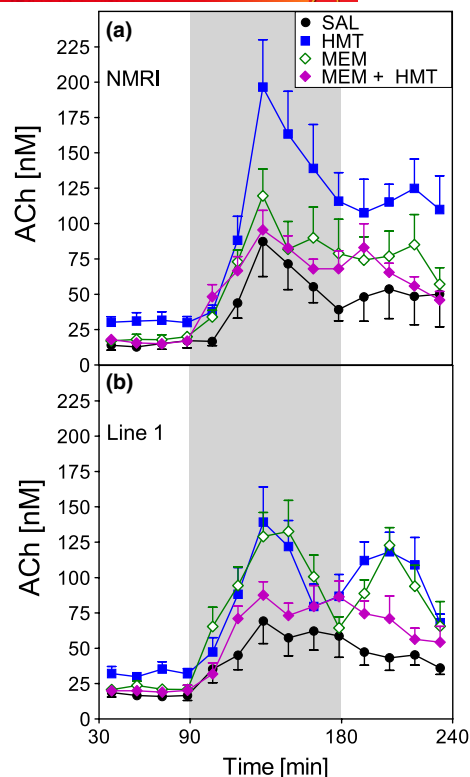 (a)
NMRI
SAL
HMT
MEM
MEM + HMT
ACh [nM]
225
200
175
150
125
100
75
50
25
0
(b)
Line 1
ACh [nM]
225
200
175
150
125
100
75
50
25
0
30
90
180
240
Time [min]